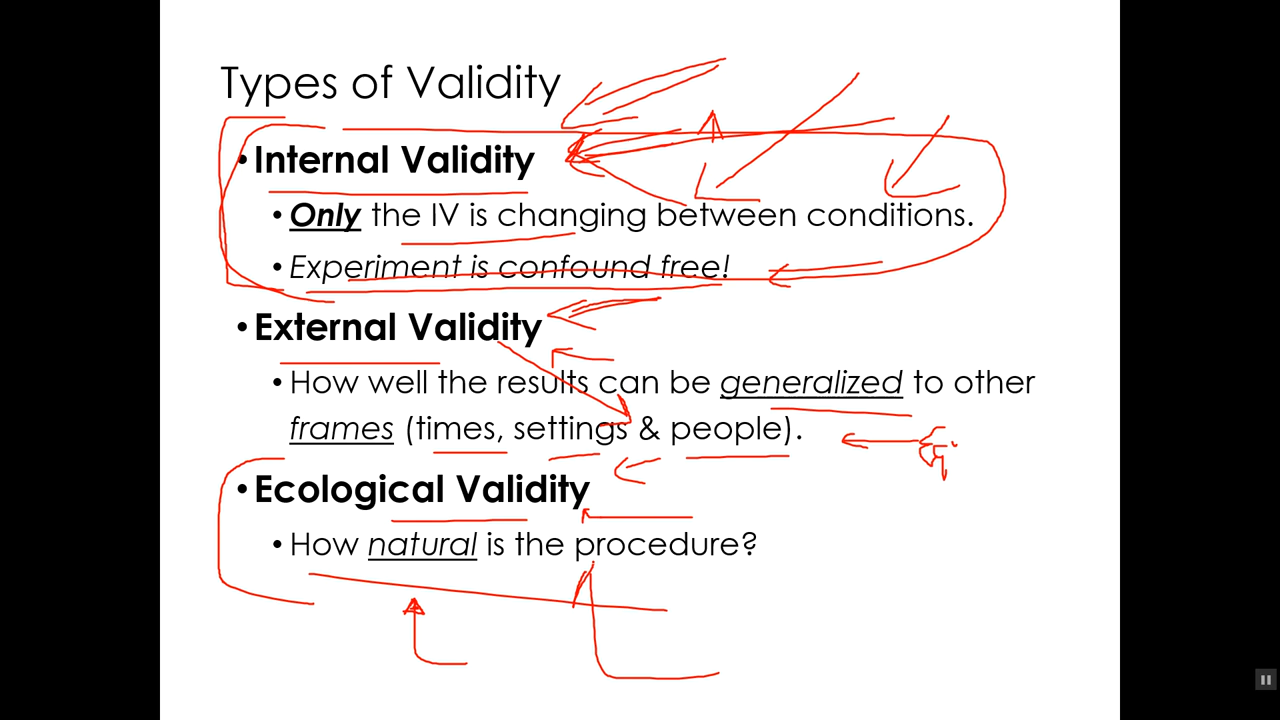 Types of Validity
• Internal Validity
• Only the IV is changing between conditions.
• Experiment is confound free!
• External Validity
• How well the results can be generalized to other
frames (times, settings & people).
• Ecological Validity
• How natural is the procedure?